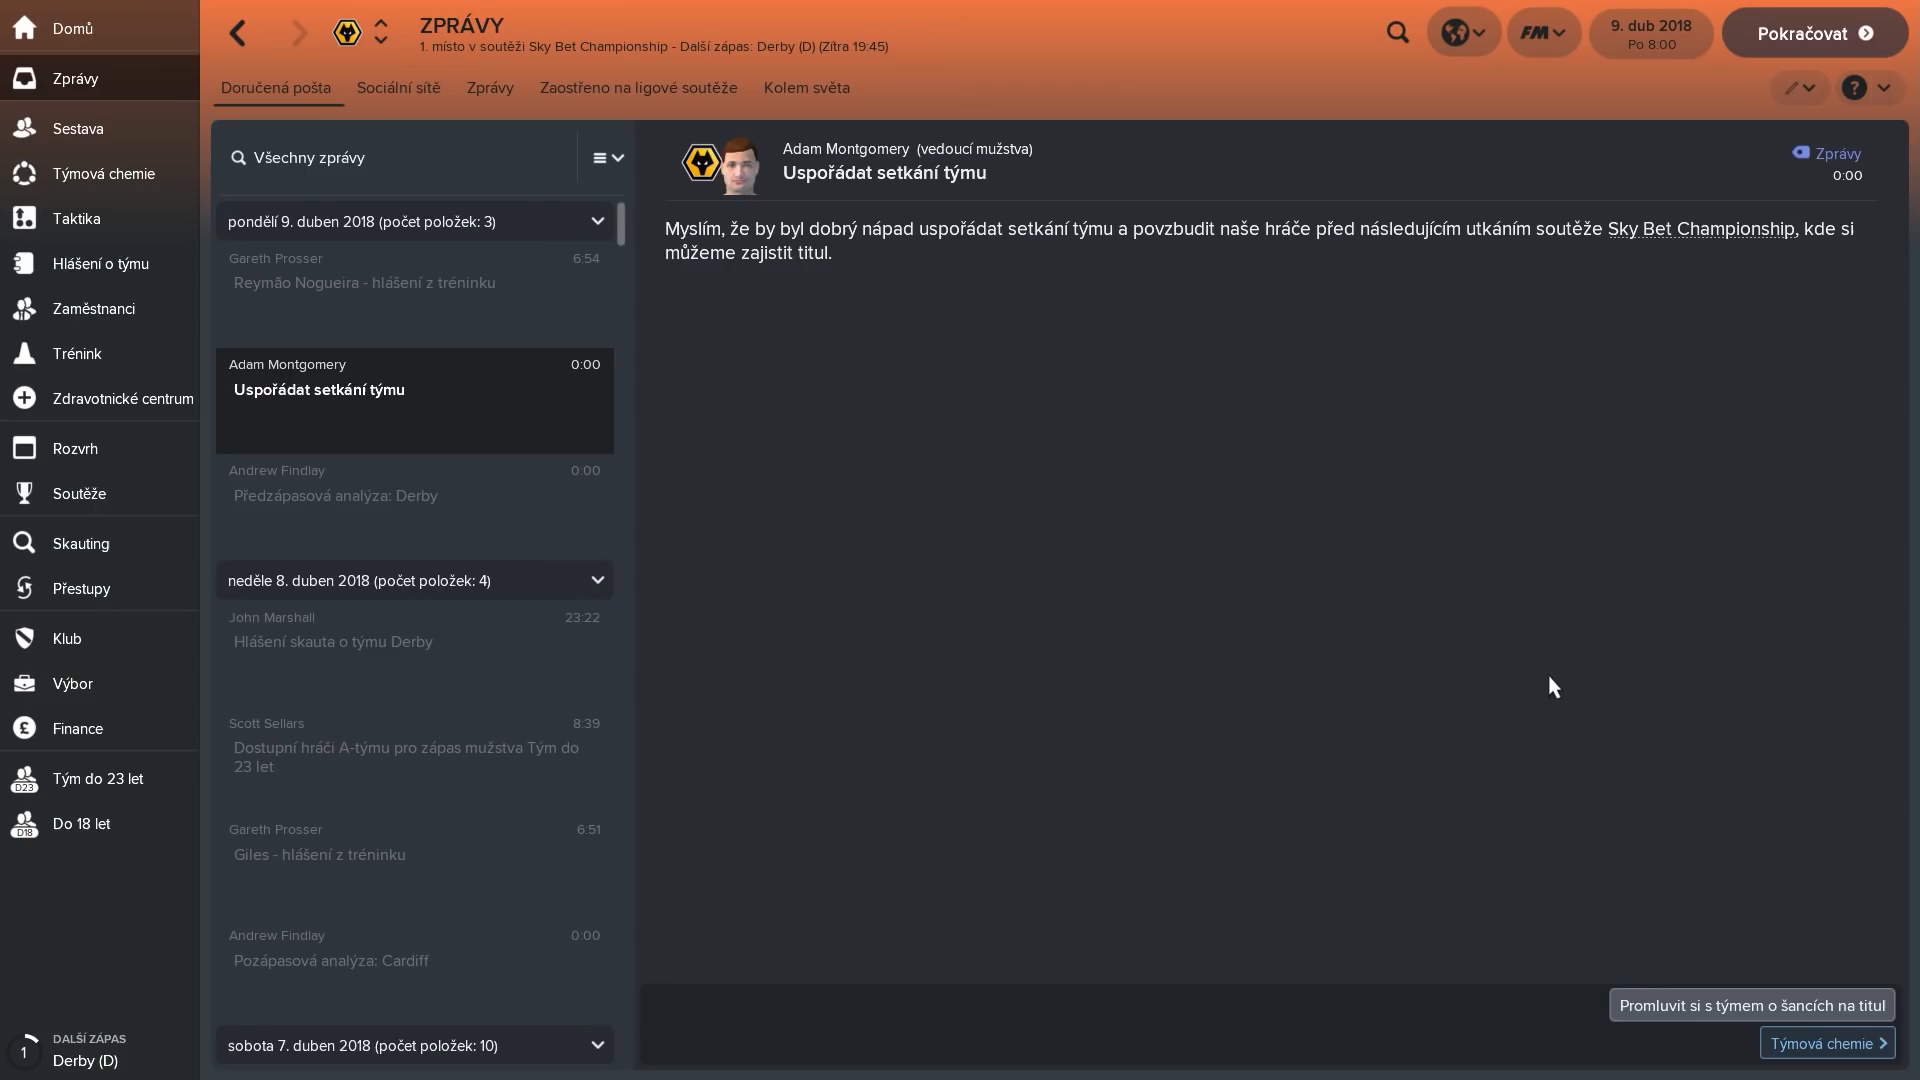 Domů
Zprávy
Sestava
Týmová chemie
Taktika
Hlášení o týmu
Zaměstnanci
Trénink
Zdravotnické centrum
Rozvrh
Soutěže
Skauting
Přestupy
Klub
Výbor
Finance
D23
Tým do 23 let
D18
Do 18 let
1
DALŠÍ ZÁPAS
Derby (D)
ZPRÁVY
1. místo v soutěži Sky Bet Championship - Další zápas: Derby (D) (Zítra 19:45)
FM
9. dub 2018
Po 8:00
Pokračovat
Doručená pošta
Sociální sítě
Zprávy
Zaostřeno na ligové soutěže
Kolem světa
?
Všechny zprávy
pondělí 9. duben 2018 (počet položek: 3)
Gareth Prosser 6:54
Reymão Nogueira - hlášení z tréninku
Adam Montgomery 0:00
Uspořádat setkání týmu
Andrew Findlay 0:00
Předzápasová analýza: Derby
neděle 8. duben 2018 (počet položek: 4)
John Marshall 23:22
Hlášení skauta o týmu Derby
Scott Sellars 8:39
Dostupní hráči A-týmu pro zápas mužstva Tým do
23 let
Gareth Prosser 6:51
Giles - hlášení z tréninku
Andrew Findlay 0:00
Pozápasová analýza: Cardiff
sobota 7. duben 2018 (počet položek: 10)
Adam Montgomery (vedoucí mužstva)
Uspořádat setkání týmu
Zprávy
0:00
Myslím, že by byl dobrý nápad uspořádat setkání týmu a povzbudit naše hráče před následujícím utkáním soutěže Sky Bet Championship, kde si
můžeme zajistit titul.
Promluvit si s týmem o šancích na titul
Týmová chemie